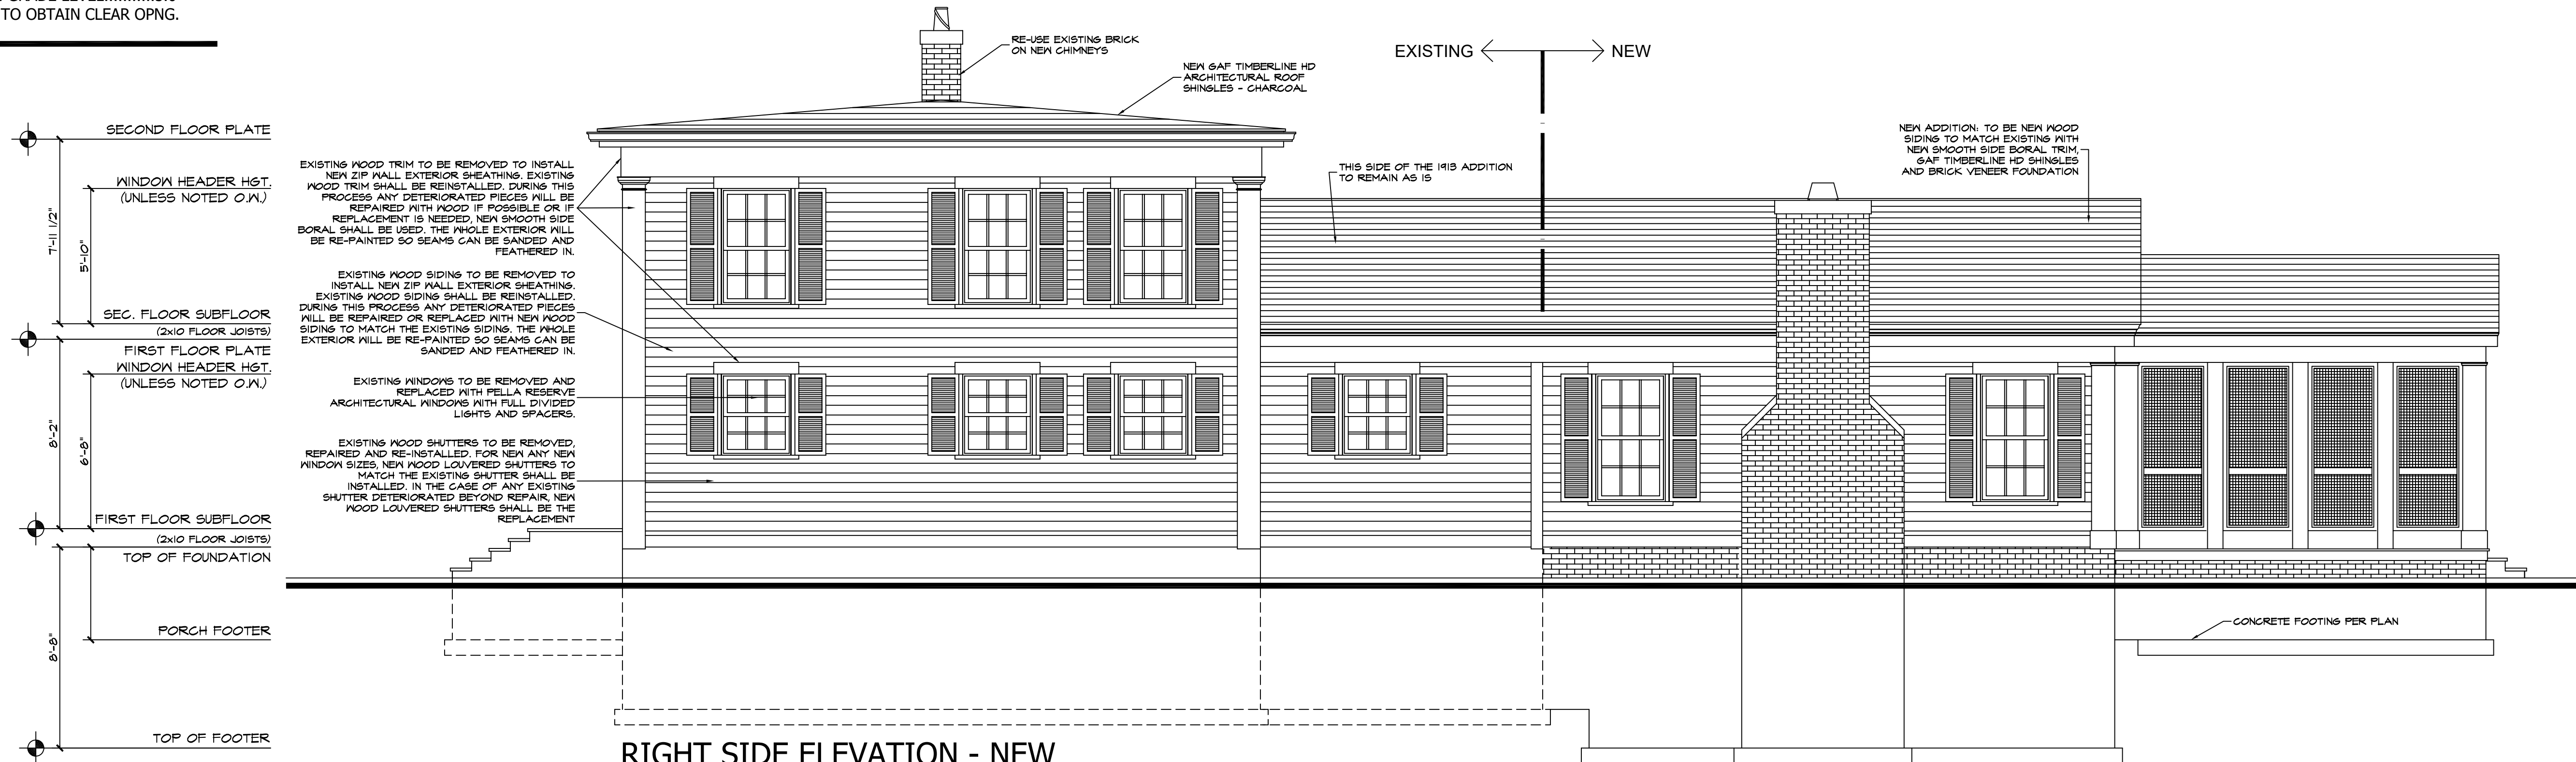 TO OBTAIN CLEAR OPNG.
RE-USE EXISTING BRICK
ON NEW CHIMNEYS
EXISTING
NEW
NEW GAF TIMBERLINE HD
ARCHITECTURAL ROOF
SHINGLES - CHARCOAL
SECOND FLOOR PLATE
WINDOW HEADER HGT.
(UNLESS NOTED O.W.)
7'-11 1/2"
5'-10"
SEC. FLOOR SUBFLOOR
(2x10 FLOOR JOISTS)
FIRST FLOOR PLATE
WINDOW HEADER HGT.
(UNLESS NOTED O.W.)
8'-2"
6'-8"
FIRST FLOOR SUBFLOOR
(2x10 FLOOR JOISTS)
TOP OF FOUNDATION
PORCH FOOTER
8'-8"
TOP OF FOOTER
EXISTING WOOD TRIM TO BE REMOVED TO INSTALL
NEW ZIP WALL EXTERIOR SHEATHING. EXISTING
WOOD TRIM SHALL BE REINSTALLED. DURING THIS
PROCESS ANY DETERIORATED PIECES WILL BE
REPAIRED WITH WOOD IF POSSIBLE OR IF
REPLACEMENT IS NEEDED, NEW SMOOTH SIDE
BORAL SHALL BE USED. THE WHOLE EXTERIOR WILL
BE RE-PAINTED SO SEAMS CAN BE SANDED AND
FEATHERED IN.
EXISTING WOOD SIDING TO BE REMOVED TO
INSTALL NEW ZIP WALL EXTERIOR SHEATHING.
EXISTING WOOD SIDING SHALL BE REINSTALLED.
DURING THIS PROCESS ANY DETERIORATED PIECES
WILL BE REPAIRED OR REPLACED WITH NEW WOOD
SIDING TO MATCH THE EXISTING SIDING. THE WHOLE
EXTERIOR WILL BE RE-PAINTED SO SEAMS CAN BE
SANDED AND FEATHERED IN.
EXISTING WINDOWS TO BE REMOVED AND
REPLACED WITH PELLA RESERVE
ARCHITECTURAL WINDOWS WITH FULL DIVIDED
LIGHTS AND SPACERS.
EXISTING WOOD SHUTTERS TO BE REMOVED,
REPAIRED AND RE-INSTALLED. FOR NEW ANY NEW
WINDOW SIZES, NEW WOOD LOUVERED SHUTTERS TO
MATCH THE EXISTING SHUTTER SHALL BE
INSTALLED. IN THE CASE OF ANY EXISTING
SHUTTER DETERIORATED BEYOND REPAIR, NEW
WOOD LOUVERED SHUTTERS SHALL BE THE
REPLACEMENT
THIS SIDE OF THE 1913 ADDITION
TO REMAIN AS IS
NEW ADDITION: TO BE NEW WOOD
SIDING TO MATCH EXISTING WITH
NEW SMOOTH SIDE BORAL TRIM,
GAF TIMBERLINE HD SHINGLES
AND BRICK VENEER FOUNDATION
CONCRETE FOOTING PER PLAN
RIGHT SIDE ELEVATION - NEW